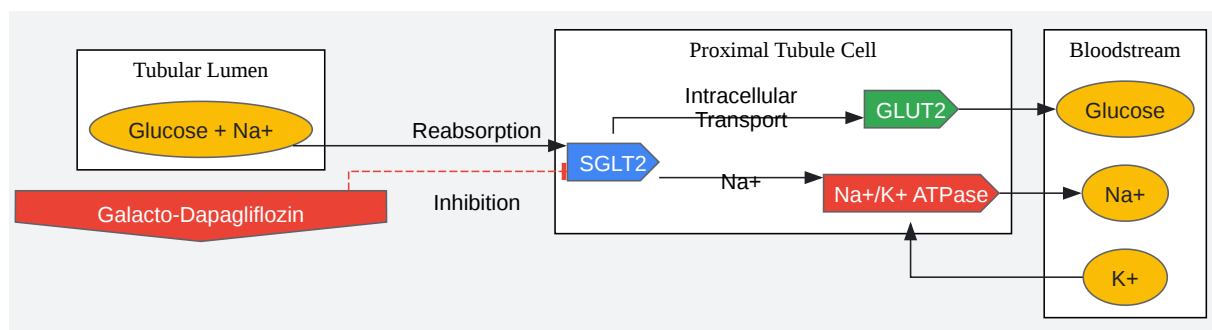 Tubular Lumen
Glucose + Na+
Galacto-Dapagliflozin
Reabsorption
Inhibition
Proximal Tubule Cell
Intracellular
Transport
SGLT2
Na+
GLUT2
Na+/K+ ATPase
Bloodstream
Glucose
Na+
K+